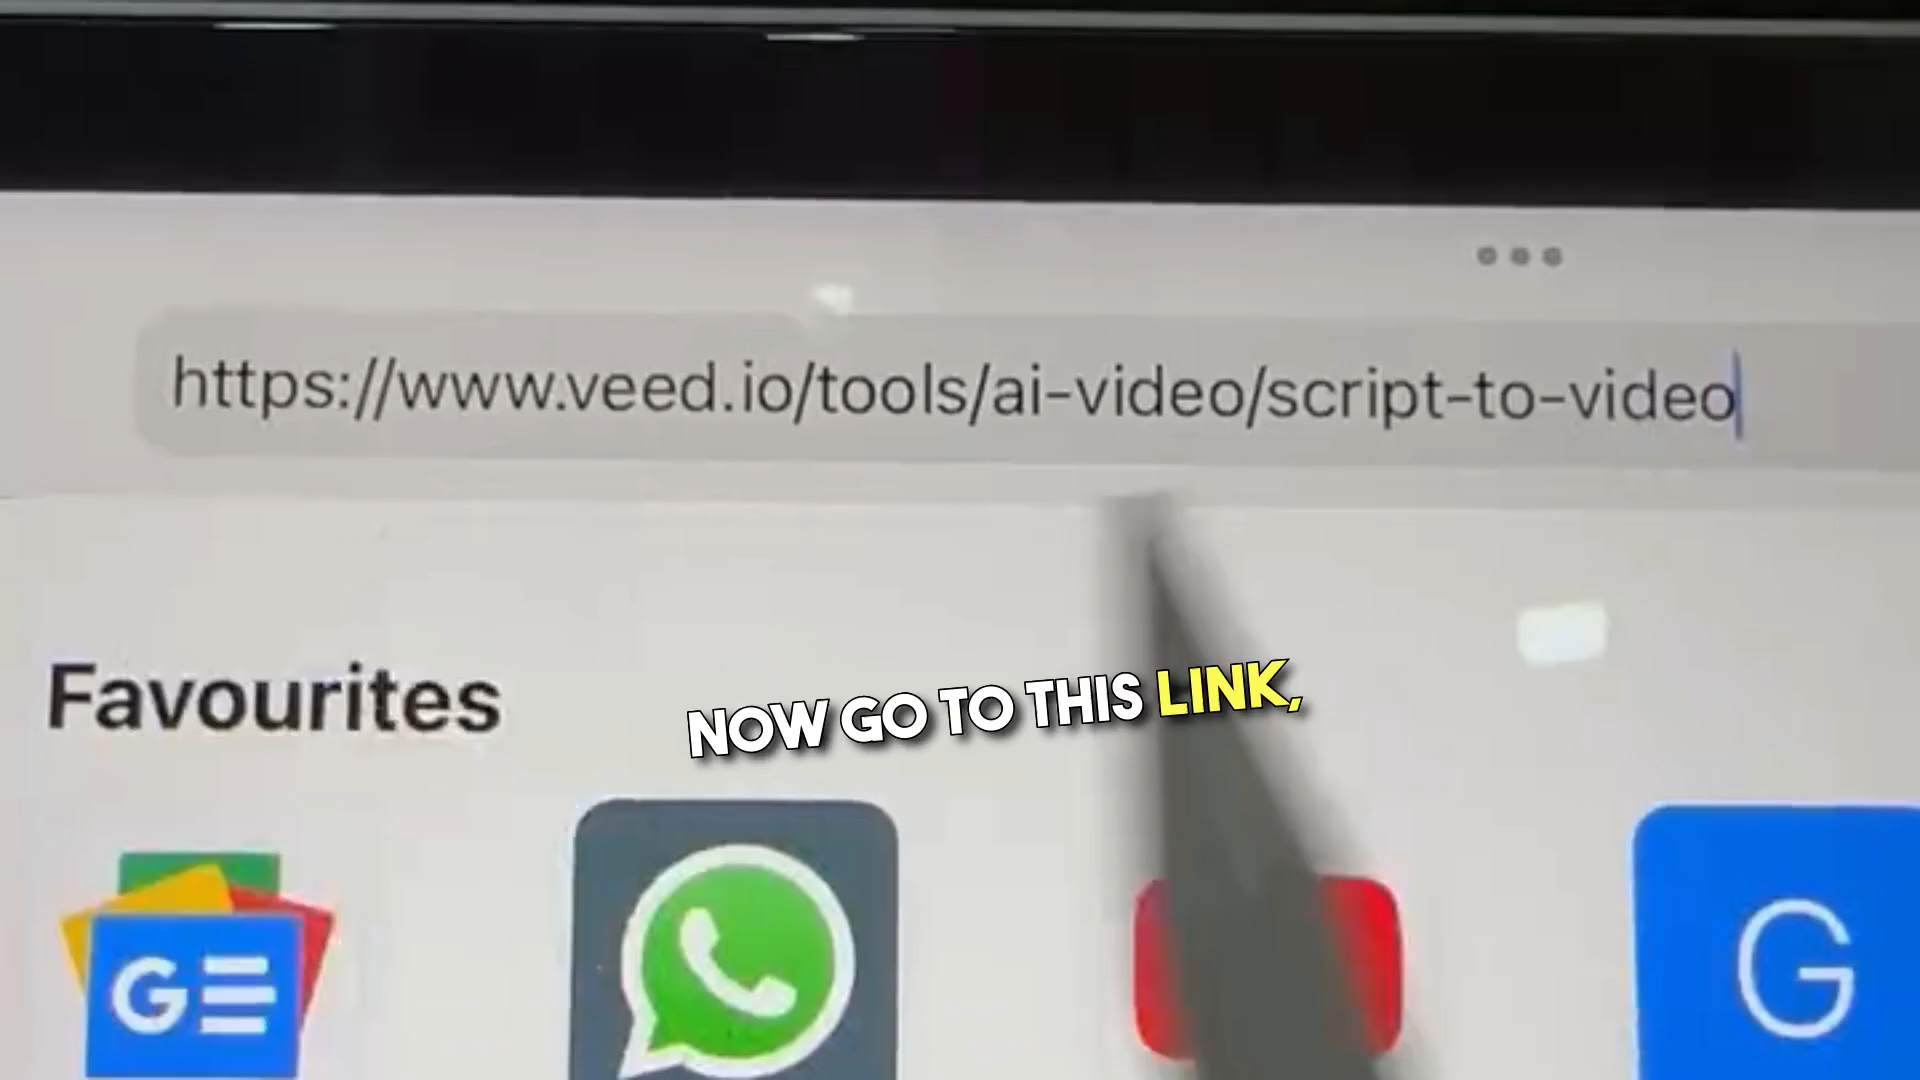 https://www.veed.io/tools/ai-video/script-to-video
Favourites
NOW GO TO THIS LINK,
G
G